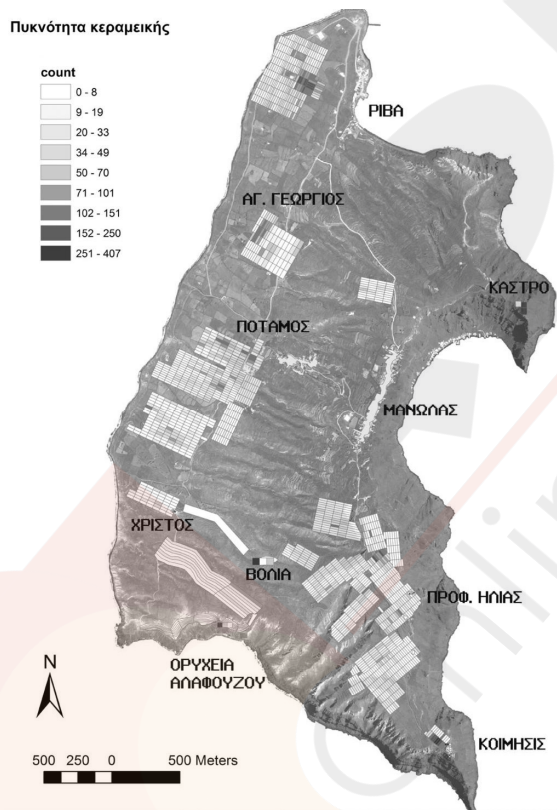 Πυκνότητα κεραμεικής
count
0 - 8
9 - 19
20 - 33
34 - 49
50 - 70
71 - 101
102 - 151
152 - 250
251 - 407
ΡΙΒΑ
ΑΓ. ΓΕΩΡΓΙΟΣ
ΚΑΣΤΡΟ
ΠΟΤΑΜΟΣ
ΜΑΝΩΛΑΣ
ΧΡΙΣΤΟΣ
ΒΟΛΙΑ
ΠΡΟΦ. ΗΛΙΑΣ
ΟΡΥΧΕΙΑ
ΑΛΑΦΟΥΖΟΥ
ΚΟΙΜΗΣΙΣ
N
500 250 0 500 Meters